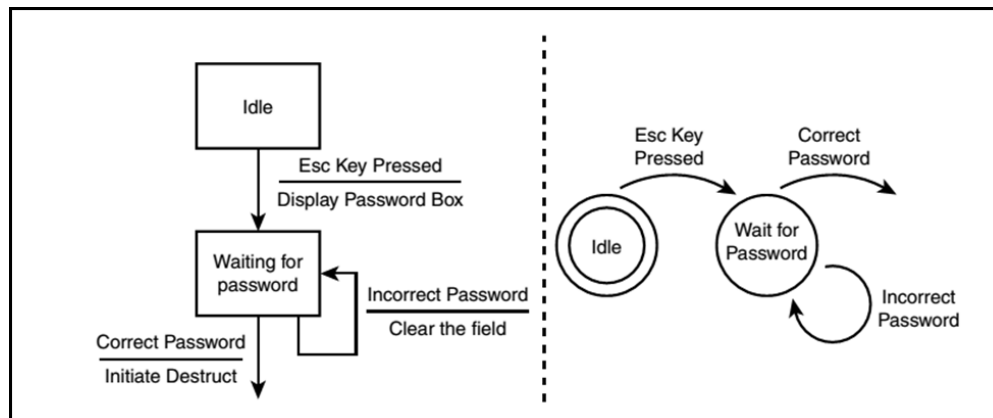 Idle
Esc Key Pressed
Display Password Box
Waiting for
password
Incorrect Password
Clear the field
Correct Password
Initiate Destruct
Esc Key
Pressed
Correct
Password
Idle
Wait for
Password
Incorrect
Password